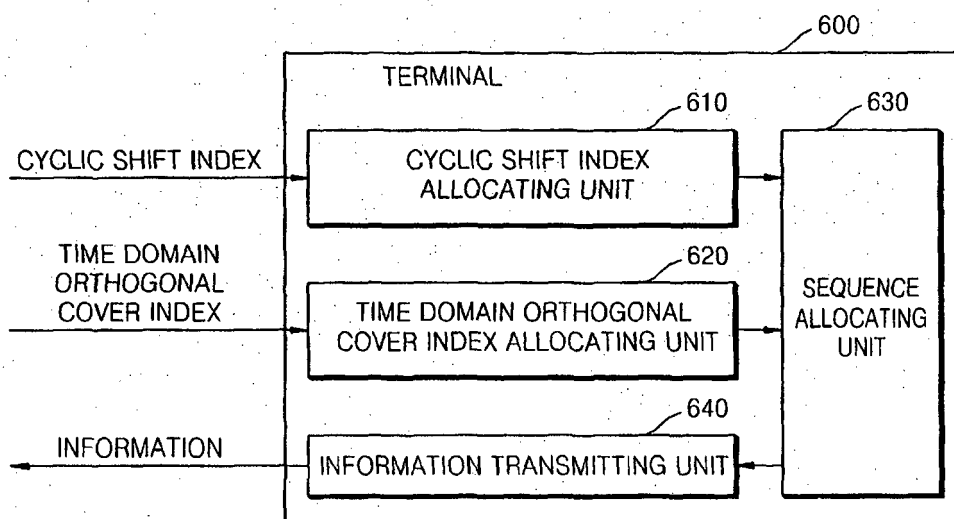 600
TERMINAL
610
630
CYCLIC SHIFT INDEX
CYCLIC SHIFT INDEX
ALLOCATING UNIT
TIME DOMAIN
ORTHOGONAL
COVER INDEX
620
TIME DOMAIN ORTHOGONAL
COVER INDEX ALLOCATING UNIT
SEQUENCE
ALLOCATING
UNIT
640
INFORMATION
INFORMATION TRANSMITTING UNIT